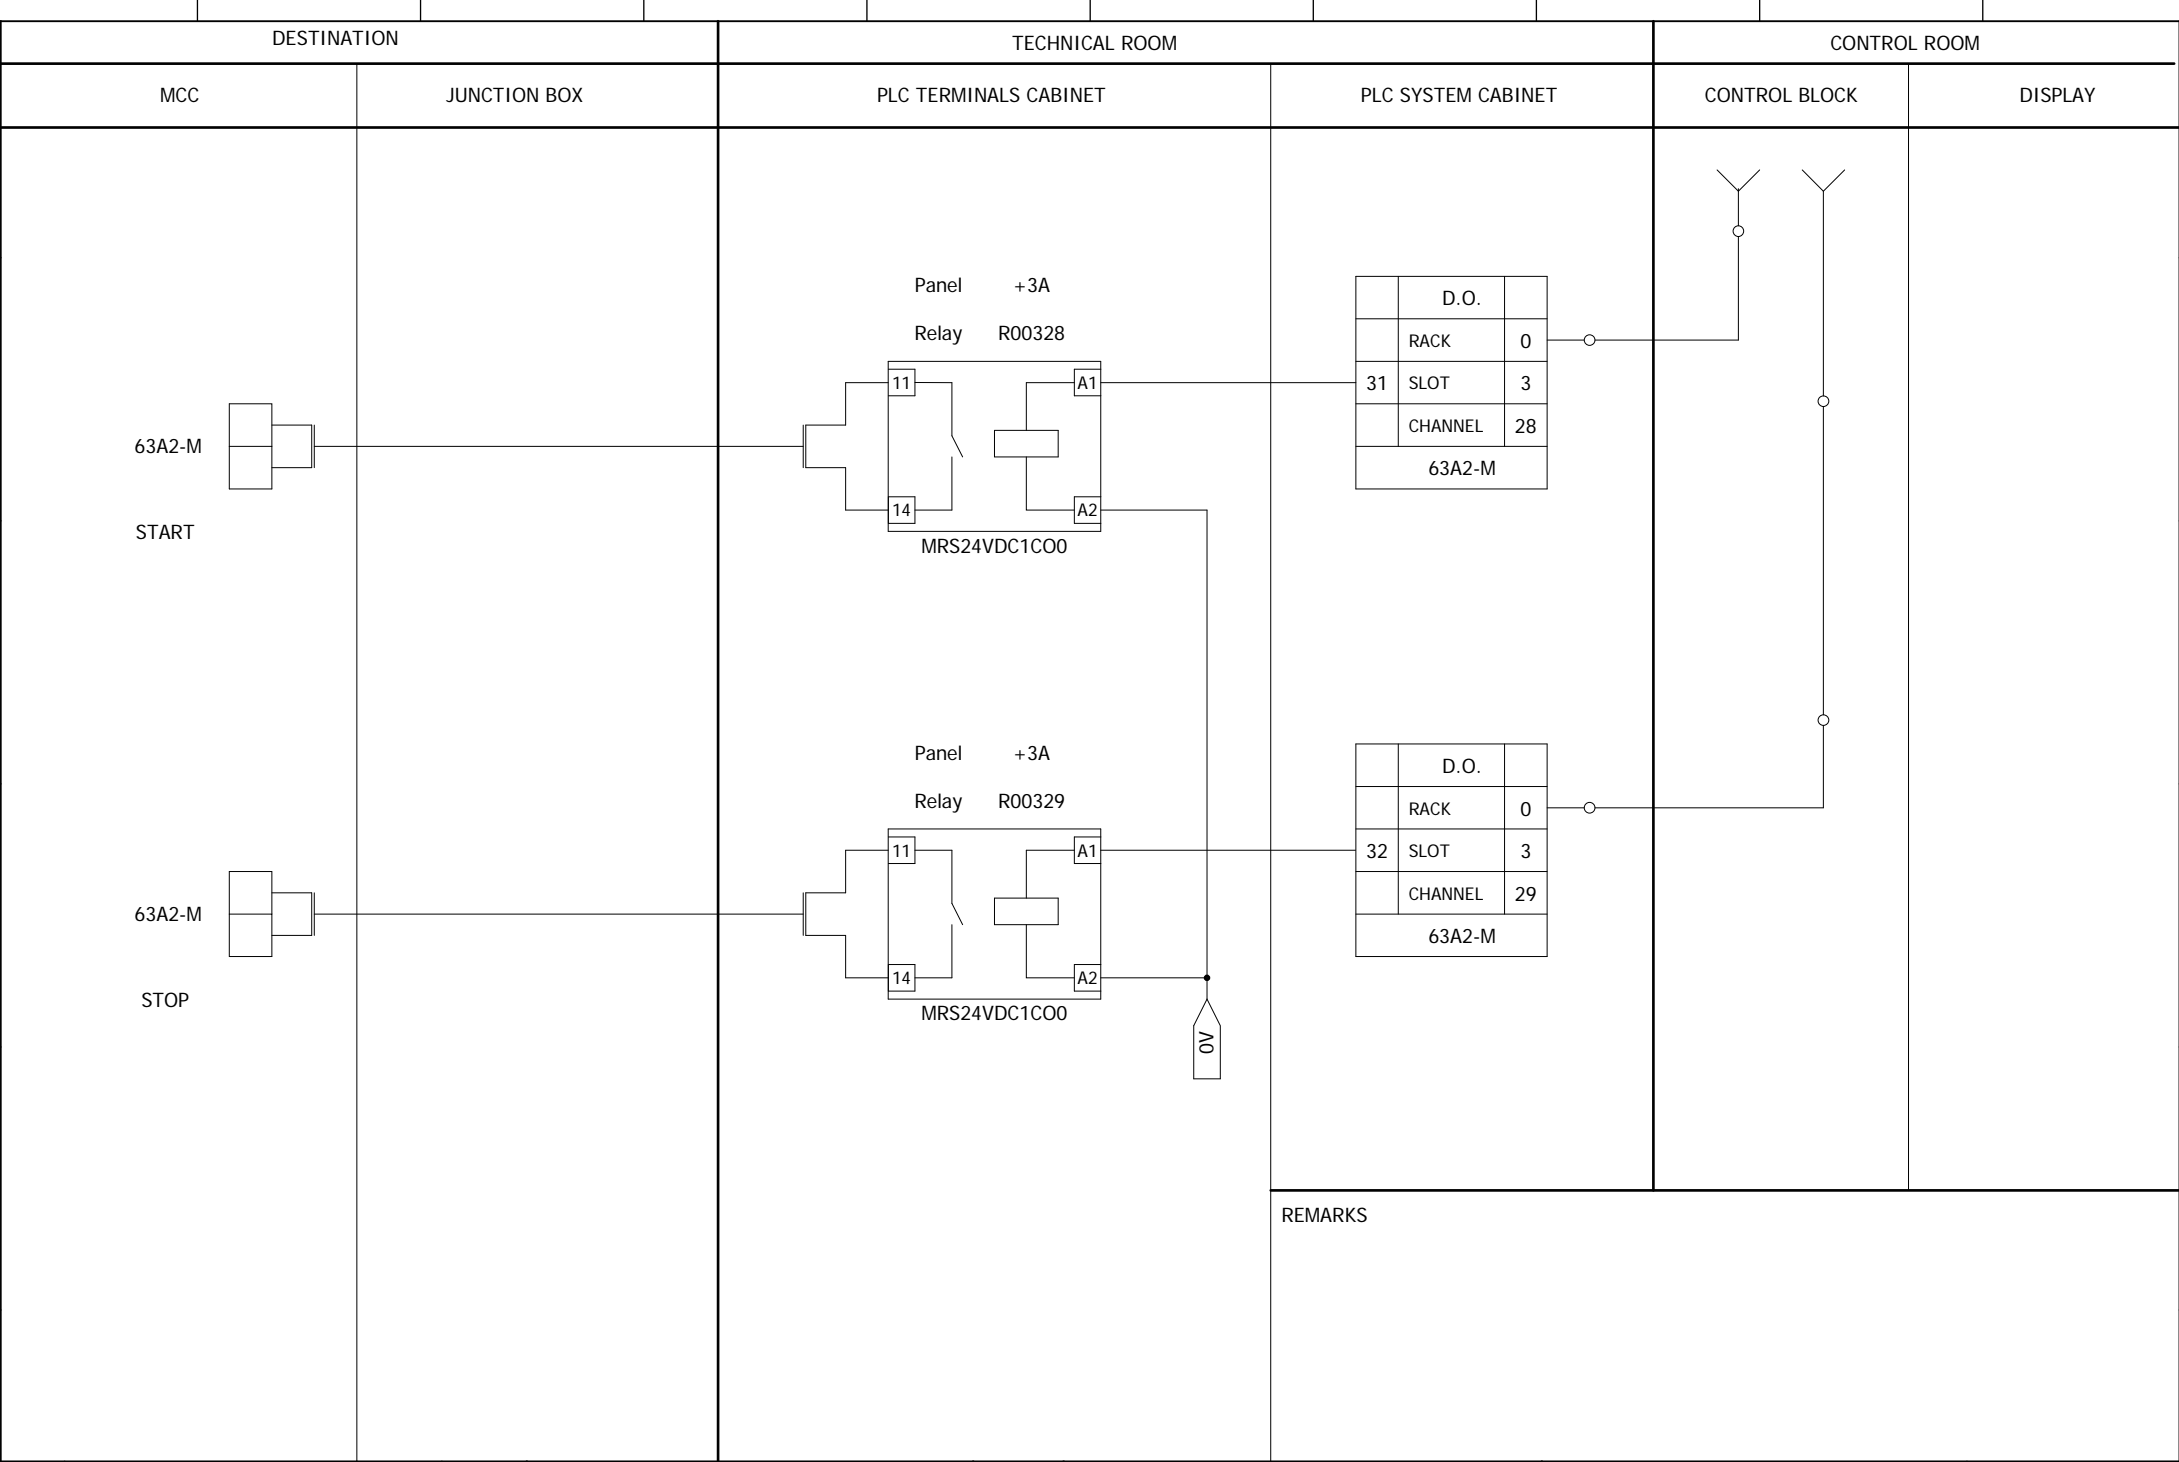 DESTINATION
TECHNICAL ROOM
CONTROL ROOM
MCC
JUNCTION BOX
PLC TERMINALS CABINET
PLC SYSTEM CABINET
CONTROL BLOCK
DISPLAY
63A2-M
START
Panel +3A
Relay R00328
11
A1
14
A2
MRS24VDC1CO0
D.O.
RACK 0
31 SLOT 3
CHANNEL 28
63A2-M
63A2-M
STOP
Panel +3A
Relay R00329
11
A1
14
A2
MRS24VDC1CO0
0V
D.O.
RACK 0
32 SLOT 3
CHANNEL 29
63A2-M
REMARKS